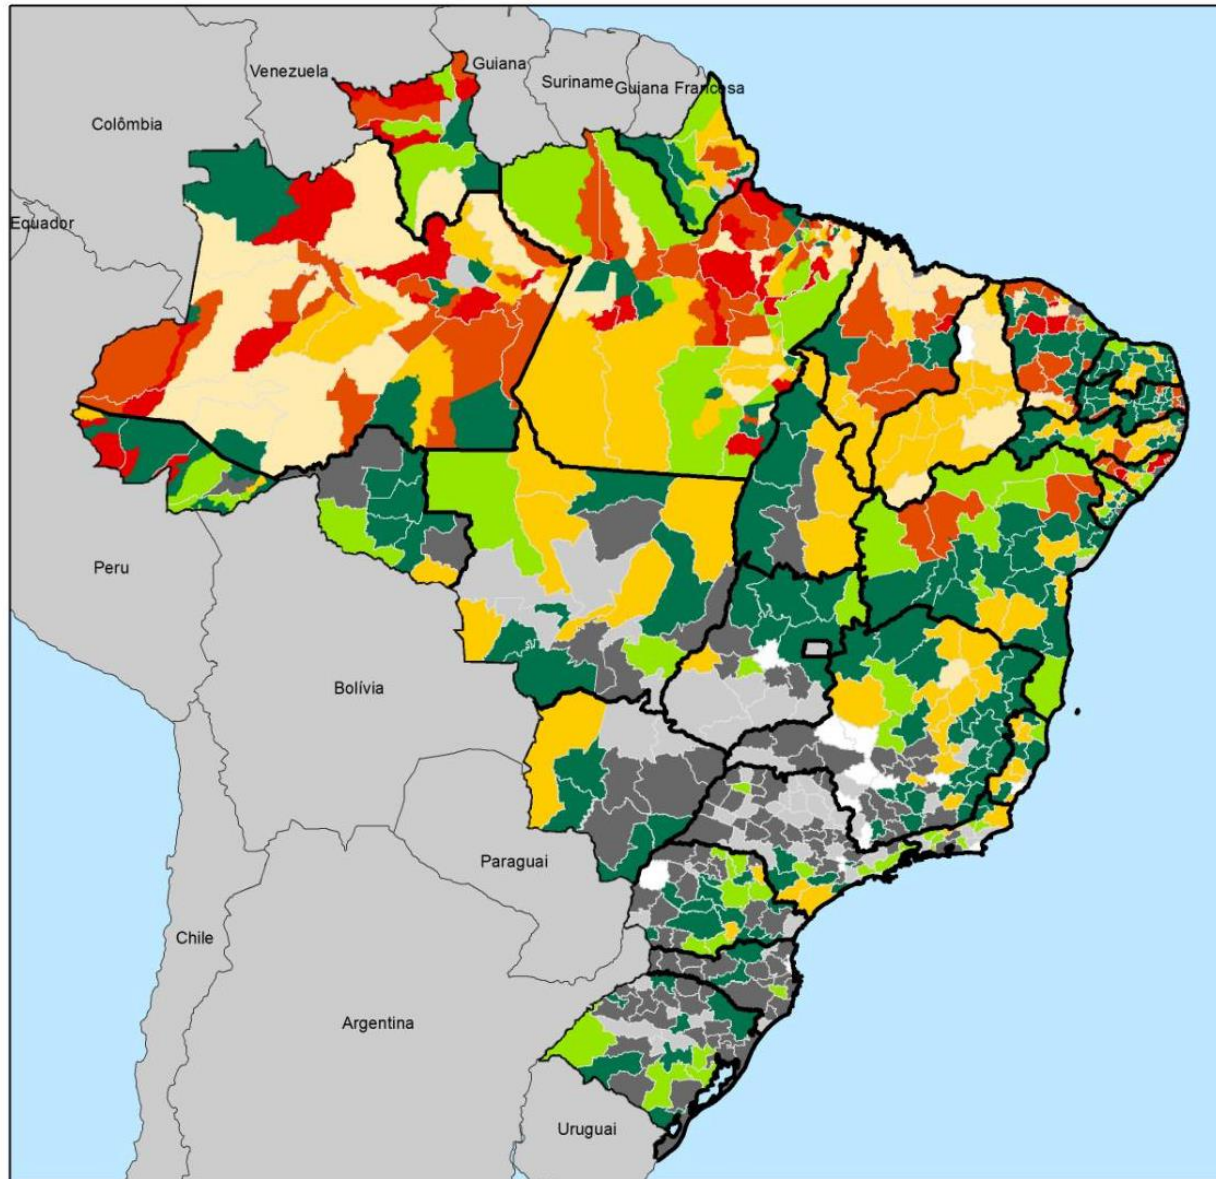 Venezuela
Guiana
Suriname
Guiana Francesa
Colômbia
Equador
Peru
Bolívia
Paraguai
Chile
Argentina
Uruguai